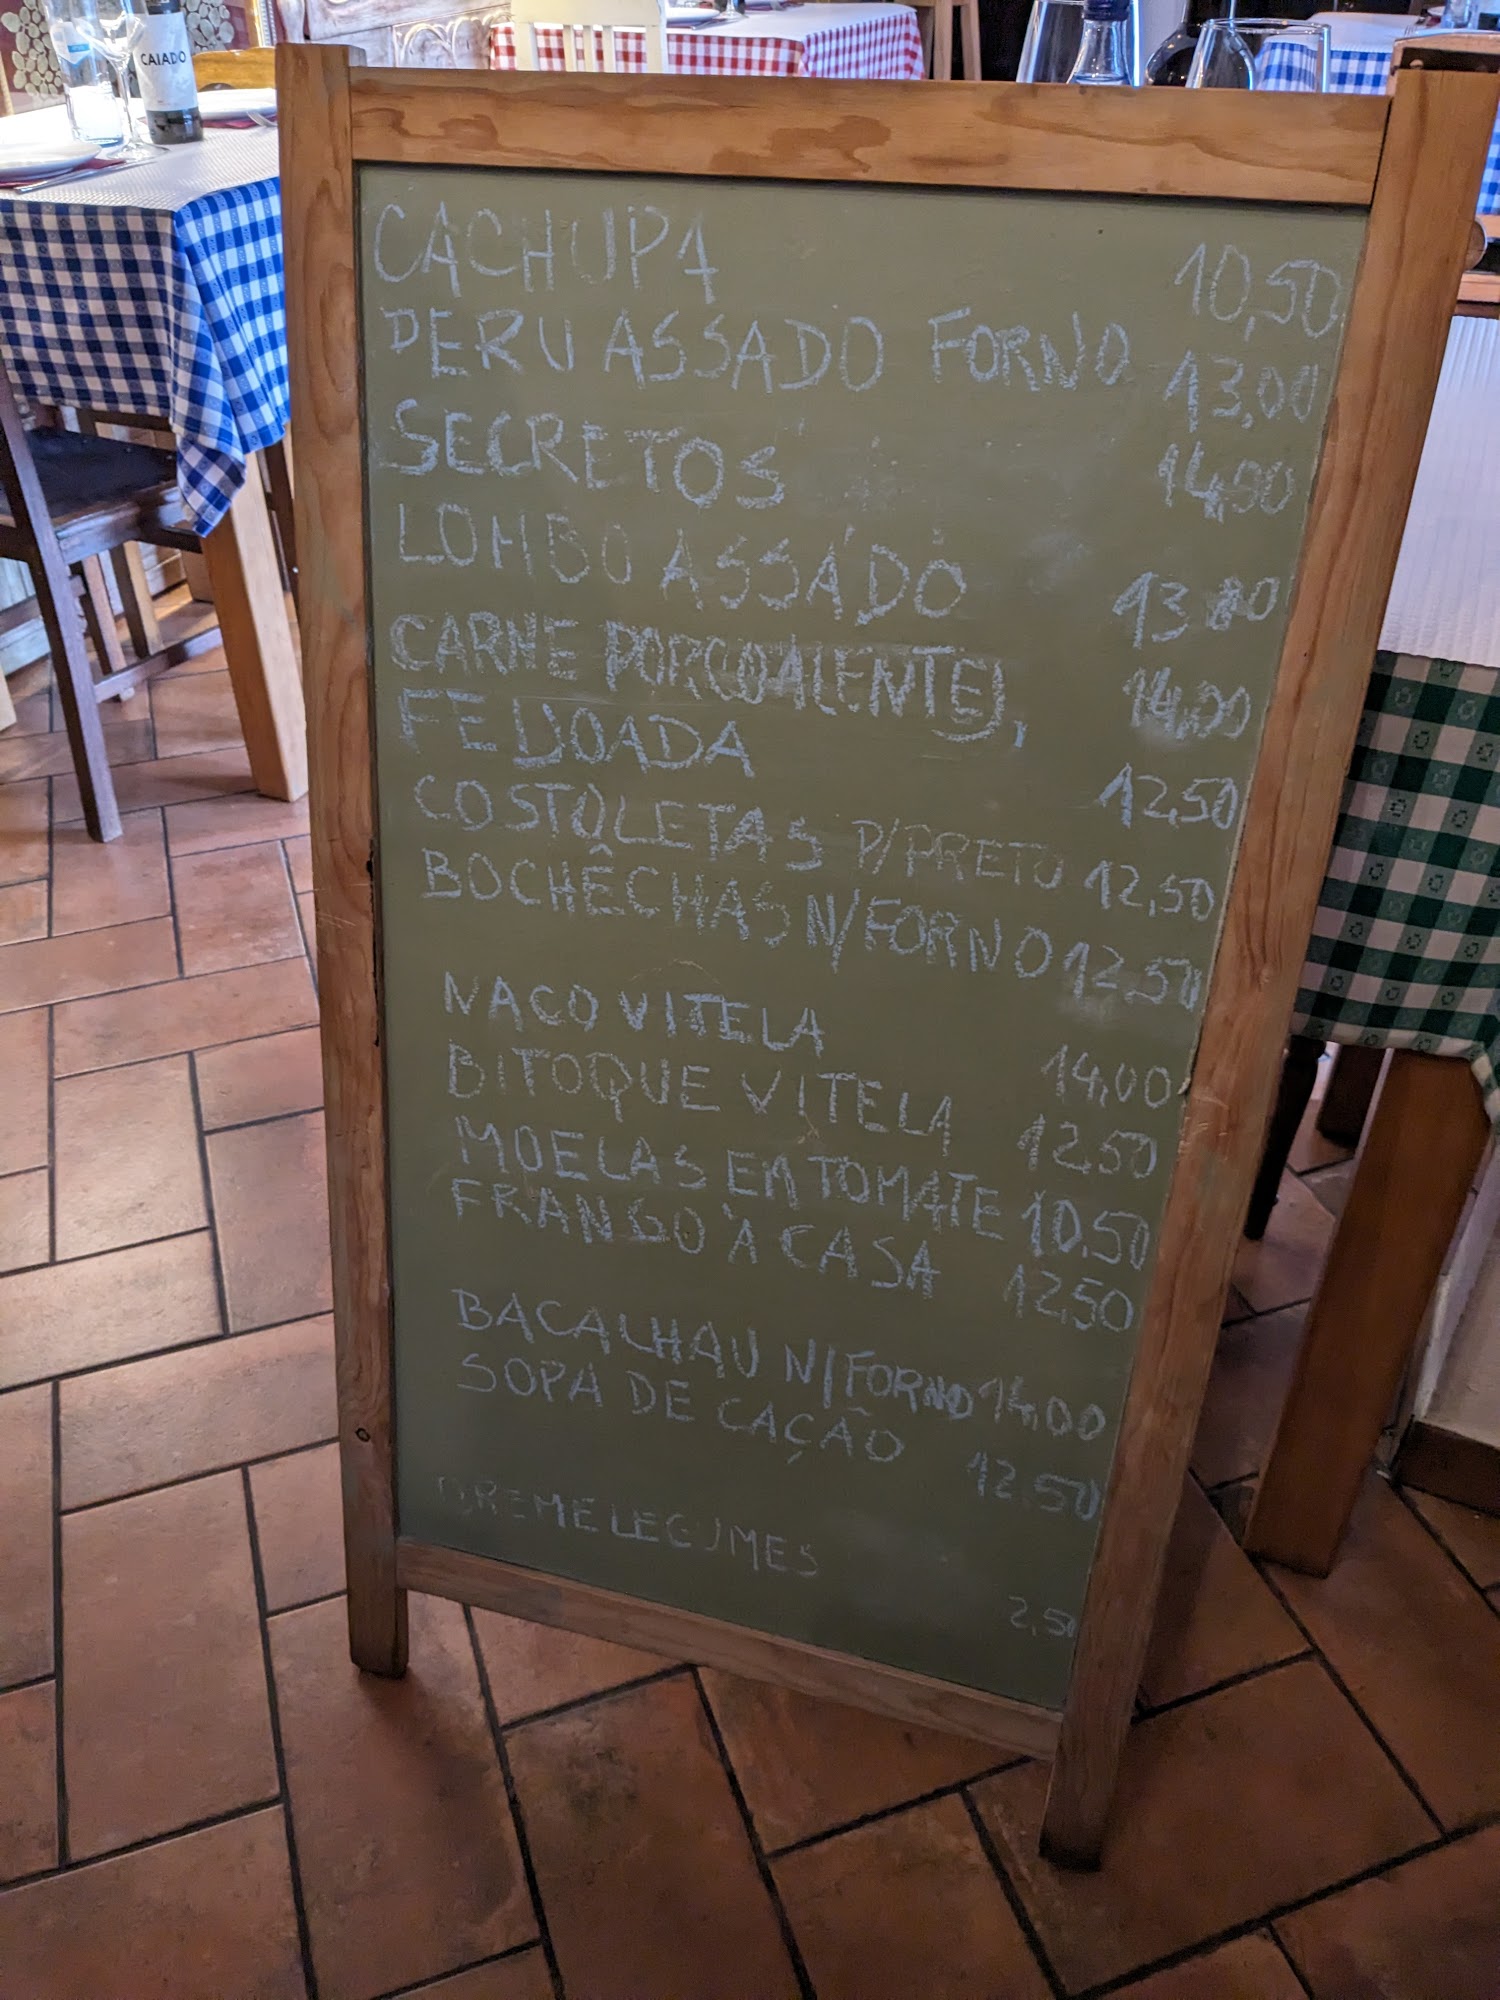 CAIADO
CACHUPA 10,50
PERU ASSADO FORNO 13,00
SECRETOS 14,00
LOMBO ASSADO 13
CARNE PORCO ALENTEJ, 14,00
FEIJOADA 12,50
COSTOLETAS P/PRETO 12,50
BOCHÊCHAS N/FORNO 12,50
NACO VITELA 14,00
BITOQUE VITELA 12,50
MOELAS EM TOMATE 10,50
FRANGO À CASA 12,50
BACALHAU N/FORNO 14,00
SOPA DE CAÇÃO 12,50
CREME LEGUMES 2,50